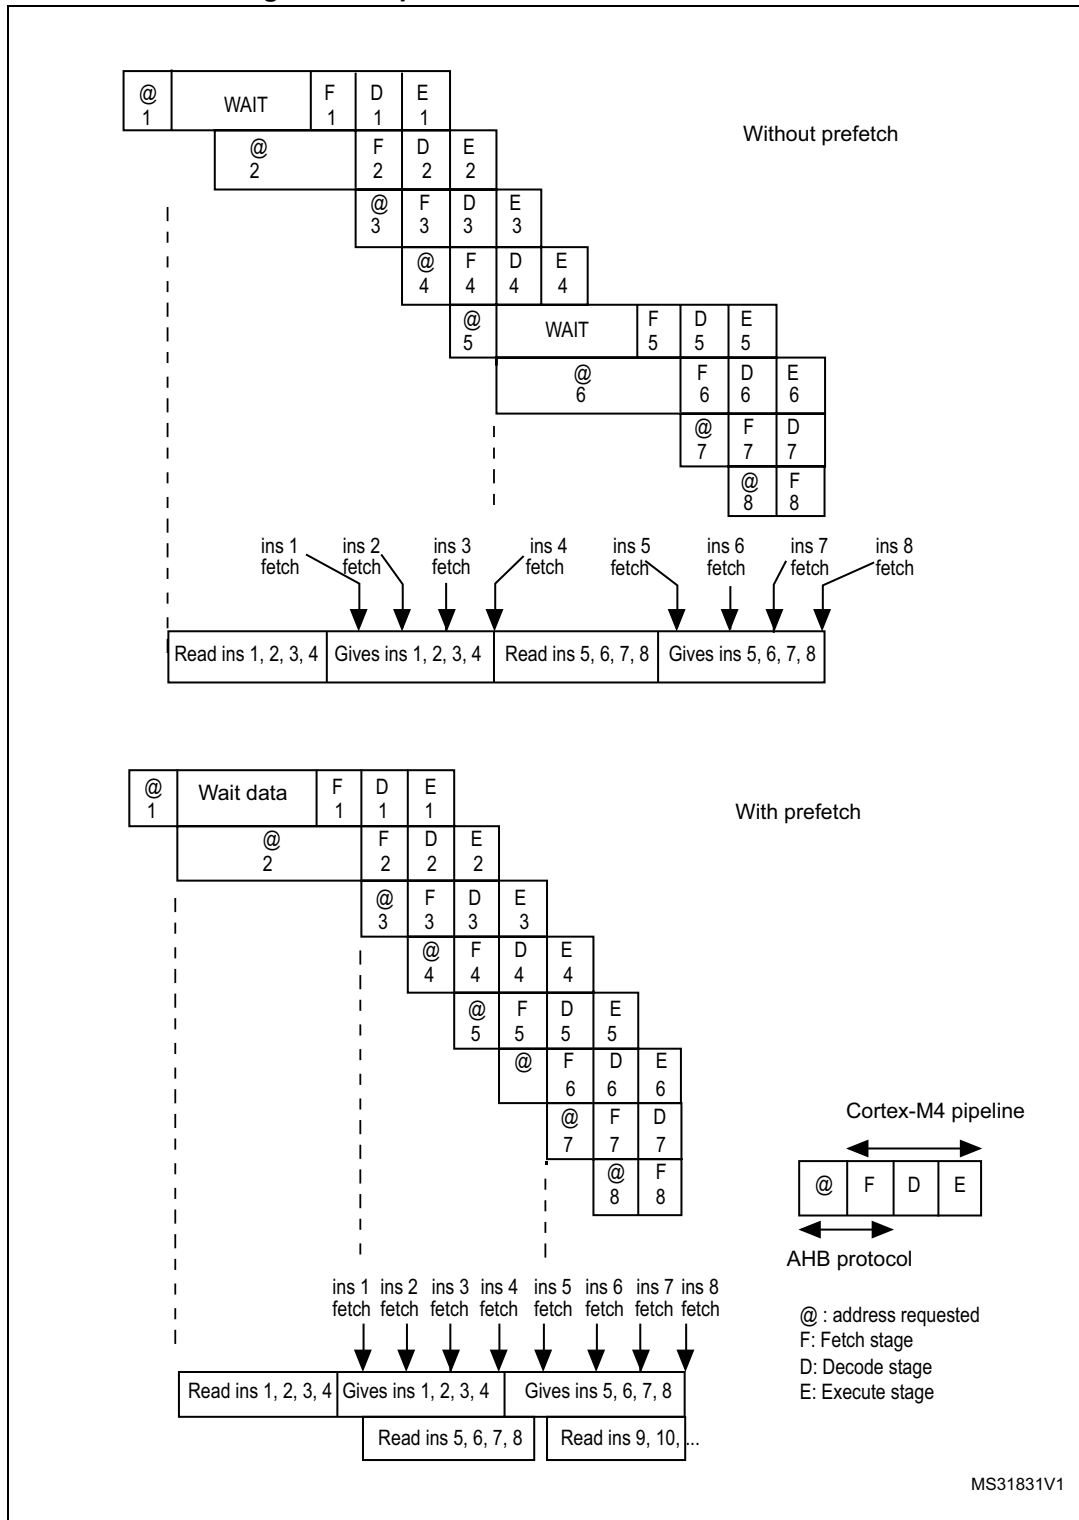 @ WAIT F D E
1 1 1 1
Without prefetch
@ F D E
2 2 2 2
@ F D E
3 3 3 3
@ F D E
4 4 4 4
@ WAIT F D E
5 5 5 5
@ F D E
6 6 6 6
@ F D
7 7 7
@ F
8 8
ins 1 ins 2 ins 3 ins 4 ins 5 ins 6 ins 7 ins 8
fetch fetch fetch fetch fetch fetch fetch fetch
Read ins 1, 2, 3, 4 Gives ins 1, 2, 3, 4 Read ins 5, 6, 7, 8 Gives ins 5, 6, 7, 8
@ Wait data F D E
1 1 1 1
With prefetch
@ F D E
2 2 2 2
@ F D E
3 3 3 3
@ F D E
4 4 4 4
@ F D E
5 5 5 5
@ F D E
6 6 6
@ F D
7 7 7
@ F
8 8
Cortex-M4 pipeline
@ F D E
AHB protocol
ins 1 ins 2 ins 3 ins 4 ins 5 ins 6 ins 7 ins 8
fetch fetch fetch fetch fetch fetch fetch fetch
@ : address requested
F: Fetch stage
D: Decode stage
E: Execute stage
Read ins 1, 2, 3, 4 Gives ins 1, 2, 3, 4 Gives ins 5, 6, 7, 8
Read ins 5, 6, 7, 8 Read ins 9, 10, ...
MS31831V1